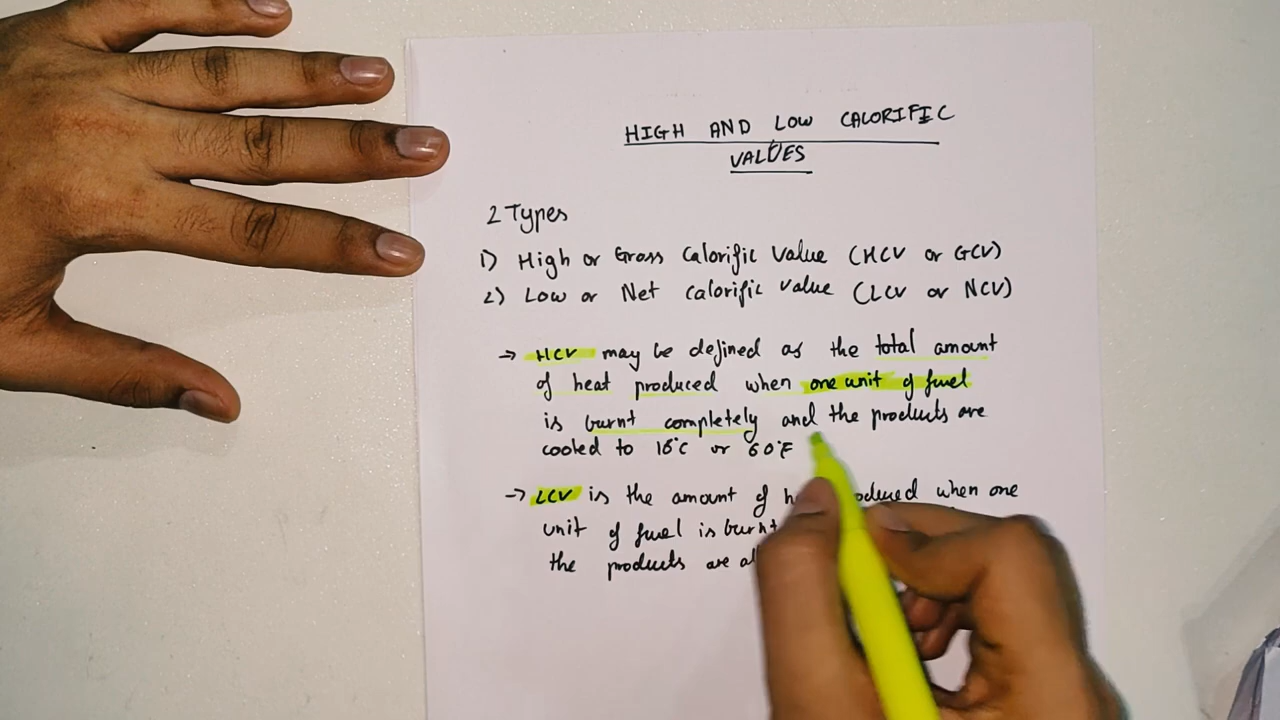 HIGH AND LOW CALORIFIC
VALUES
2 Types
1) High or Gross Calorific Value (HCV or GCV)
2) Low or Net calorific value (LCV or NCV)
→ HCV may be defined as the total amount
of heat produced when one unit of fuel
is burnt completely and the products are
cooled to 15°C or 60°F
→ LCV is the amount of when one
unit of fuel is burnt
the products are